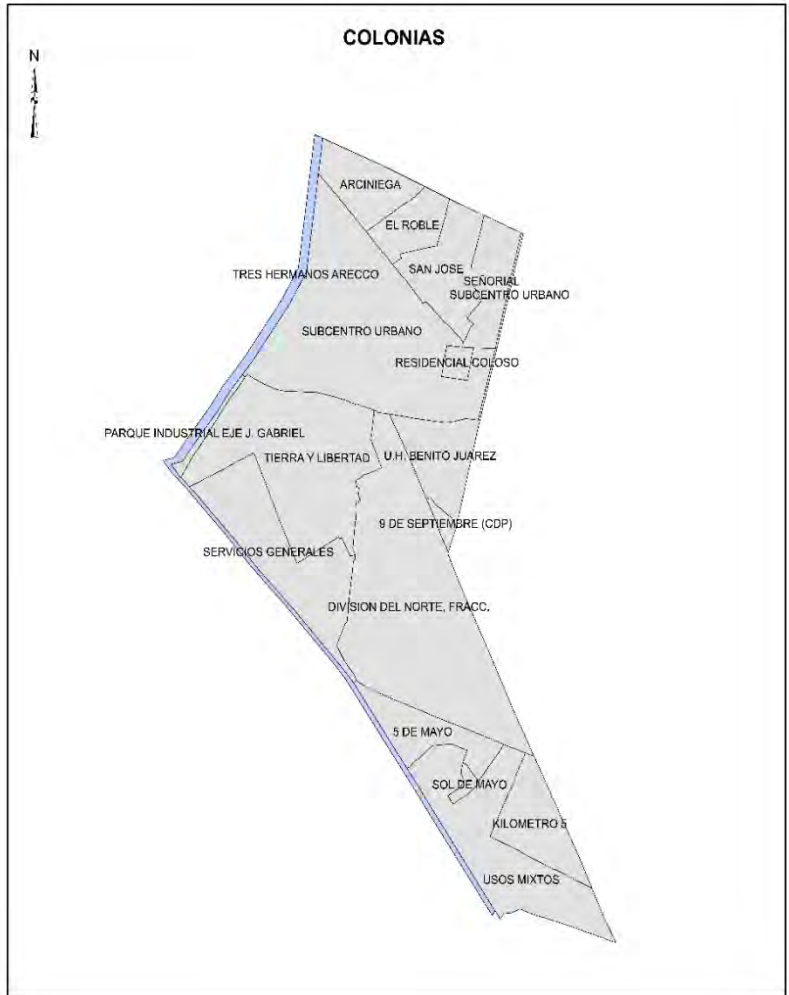 COLONIAS
N
ARCINIEGA
EL ROBLE
SAN JOSE
TRES HERMANOS ARECCO
SEÑORIAL
SUBCENTRO URBANO
SUBCENTRO URBANO
RESIDENCIAL COLOSO
PARQUE INDUSTRIAL EJE J. GABRIEL
TIERRA Y LIBERTAD
U.H. BENITO JUAREZ
9 DE SEPTIEMBRE (CDP)
SERVICIOS GENERALES
DIVISION DEL NORTE, FRACC.
5 DE MAYO
SOL DE MAYO
KILOMETRO 5
USOS MIXTOS